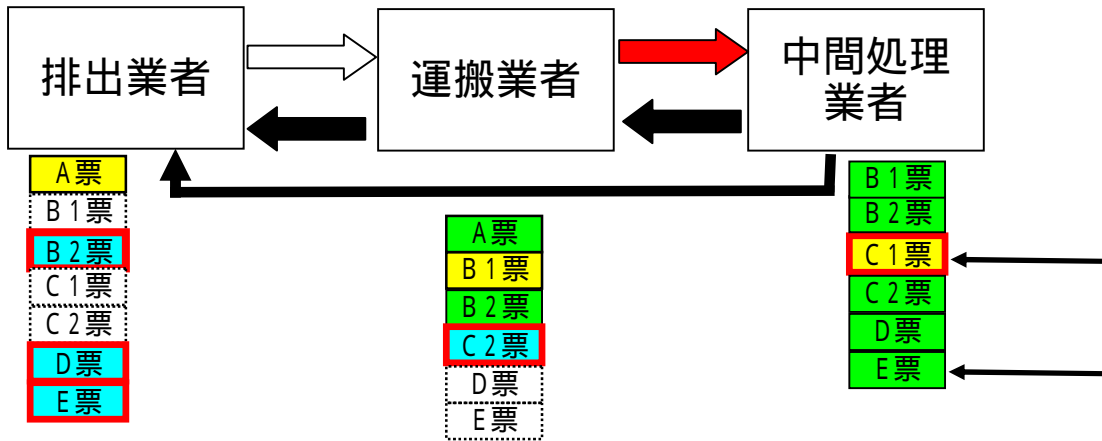 排出業者
運搬業者
中間処理
業者
A票
B1票
B2票
C1票
C2票
D票
E票
A票
B1票
B2票
C2票
D票
E票
B1票
B2票
C1票
C2票
D票
E票